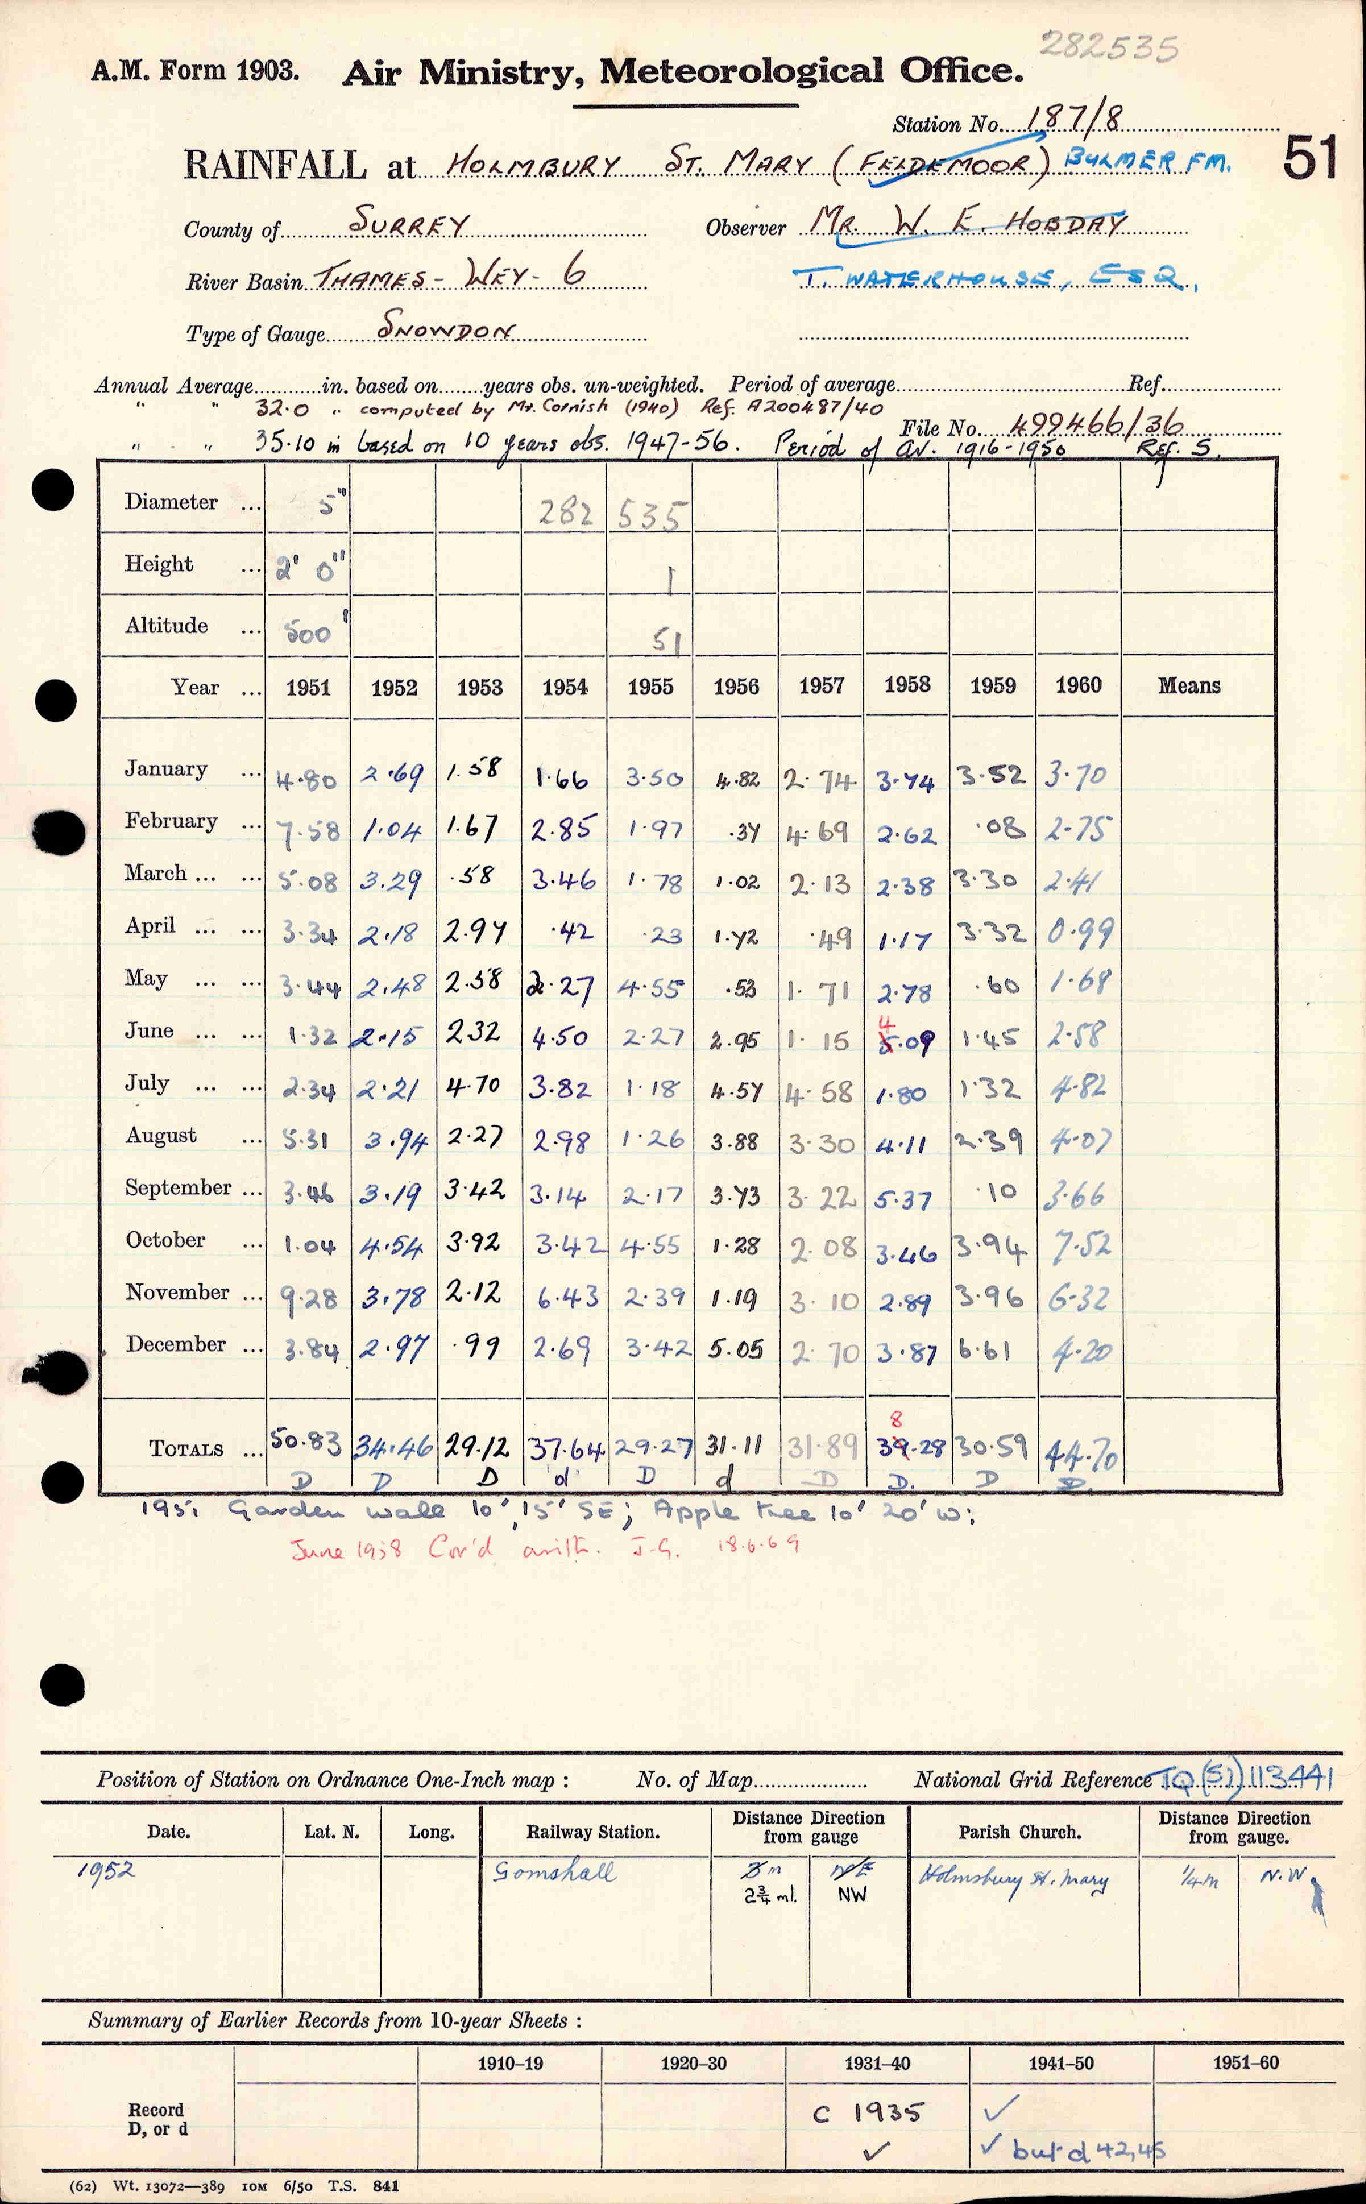 282535
A.M. Form 1903. Air Ministry, Meteorological Office.
Station No. 187/8
51
RAINFALL at HOLMBURY ST. MARY (FELDEMOOR) BULMER FM.
County of SURREY Observer MR. W. E. HOBDAY
River Basin THAMES - WEY - 6 T. WATERHOUSE, ESQ.
Type of Gauge SNOWDON
Annual Average in. based on years obs. un-weighted. Period of average Ref.
" " 32.0 " computed by Mr. Cornish (1940) Ref. A200487/40 File No. 499466/36
" " 35.10 in based on 10 years obs. 1947-56. Period of av. 1916-1950 Ref. S.
Diameter ... 5" 282 535
Height ... 2' 0" 1
Altitude ... 500' 51
Year ... 1951 1952 1953 1954 1955 1956 1957 1958 1959 1960 Means
January ... 4.80 2.69 1.58 1.66 3.50 4.82 2.74 3.74 3.52 3.70
February ... 7.58 1.04 1.67 2.85 1.97 .37 4.69 2.62 .08 2.75
March ... ... 5.08 3.29 .58 3.46 1.78 1.02 2.13 2.38 3.30 2.41
April ... ... 3.34 2.18 2.97 .42 .23 1.72 .49 1.17 3.32 0.99
May ... ... 3.44 2.48 2.58 2.27 4.55 .53 1.71 2.78 .60 1.68
June ... ... 1.32 2.15 2.32 4.50 2.27 2.95 1.15 4 5.09 1.45 2.58
July ... ... 2.34 2.21 4.70 3.82 1.18 4.57 4.58 1.80 1.32 4.82
August ... 5.31 3.94 2.27 2.98 1.26 3.88 3.30 4.11 2.39 4.07
September ... 3.46 3.19 3.42 3.14 2.17 3.73 3.22 5.37 .10 3.66
October ... 1.04 4.54 3.92 3.42 4.55 1.28 2.08 3.46 3.94 7.52
November ... 9.28 3.78 2.12 6.43 2.39 1.19 3.10 2.89 3.96 6.32
December ... 3.84 2.97 .99 2.69 3.42 5.05 2.70 3.87 6.61 4.20
8
TOTALS ... 50.83 34.46 29.12 37.64 29.27 31.11 31.89 39.28 30.59 44.70
D D D d D d D D. D D
1951 Garden wall 10', 15' SE; Apple tree 10' 20' W;
June 1958 Cor'd arith. J.G. 18.6.69
Position of Station on Ordnance One-Inch map : No. of Map National Grid Reference TQ (51) 113441
Date. Lat. N. Long. Railway Station. Distance from gauge Direction Parish Church. Distance from gauge. Direction
1952 Gomshall 3m NE Holmsbury St. Mary 1/4m N.W.
2 3/4 ml. NW
Summary of Earlier Records from 10-year Sheets :
1910–19 1920–30 1931–40 1941–50 1951–60
Record D, or d C 1935 ✓
✓ ✓ but d 42,45
(62) Wt. 13072—389 10M 6/50 T.S. 841